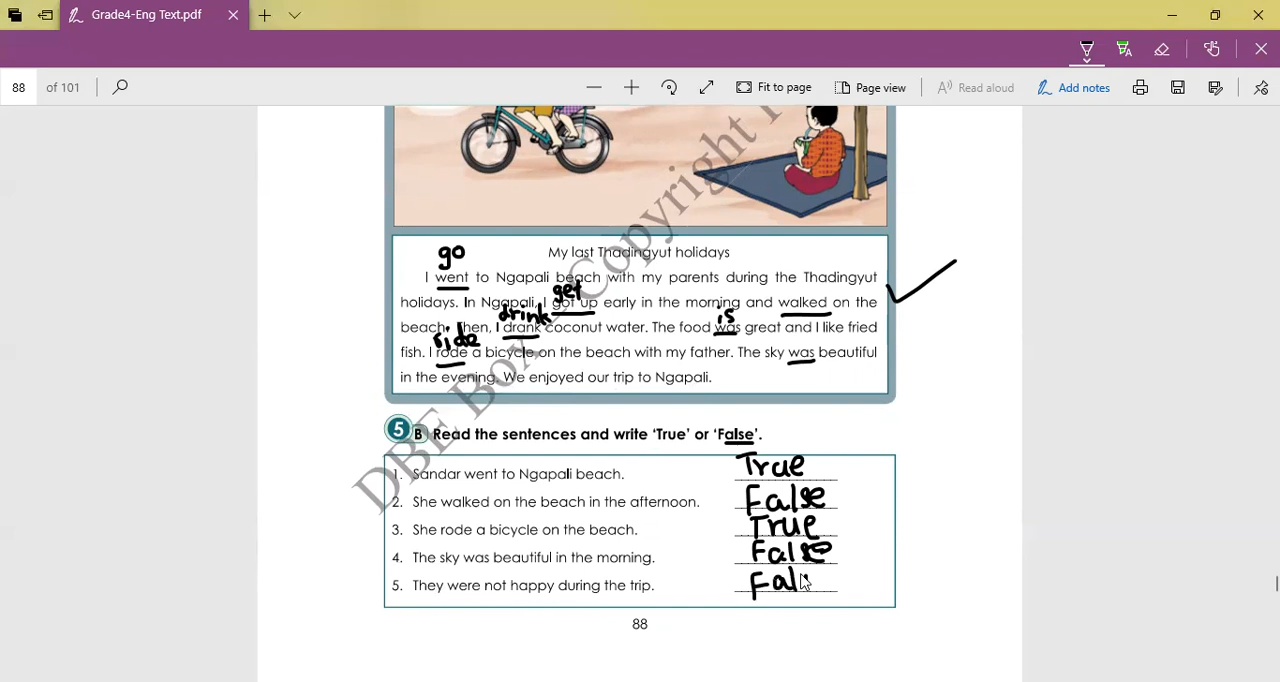 Grade4-Eng Text.pdf
88 of 101
Fit to page
Page view
Read aloud
Add notes
go
My last Thadingyut holidays
I went to Ngapali beach with my parents during the Thadingyut
get
holidays. In Ngapali, I got up early in the morning and walked on the
drink is
beach. Then, I drank coconut water. The food was great and I like fried
ride
fish. I rode a bicycle on the beach with my father. The sky was beautiful
in the evening. We enjoyed our trip to Ngapali.
5 B Read the sentences and write ‘True’ or ‘False’.
1. Sandar went to Ngapali beach. True
2. She walked on the beach in the afternoon. False
3. She rode a bicycle on the beach. True
4. The sky was beautiful in the morning. False
5. They were not happy during the trip. Fal
88
DBE Box Copyright